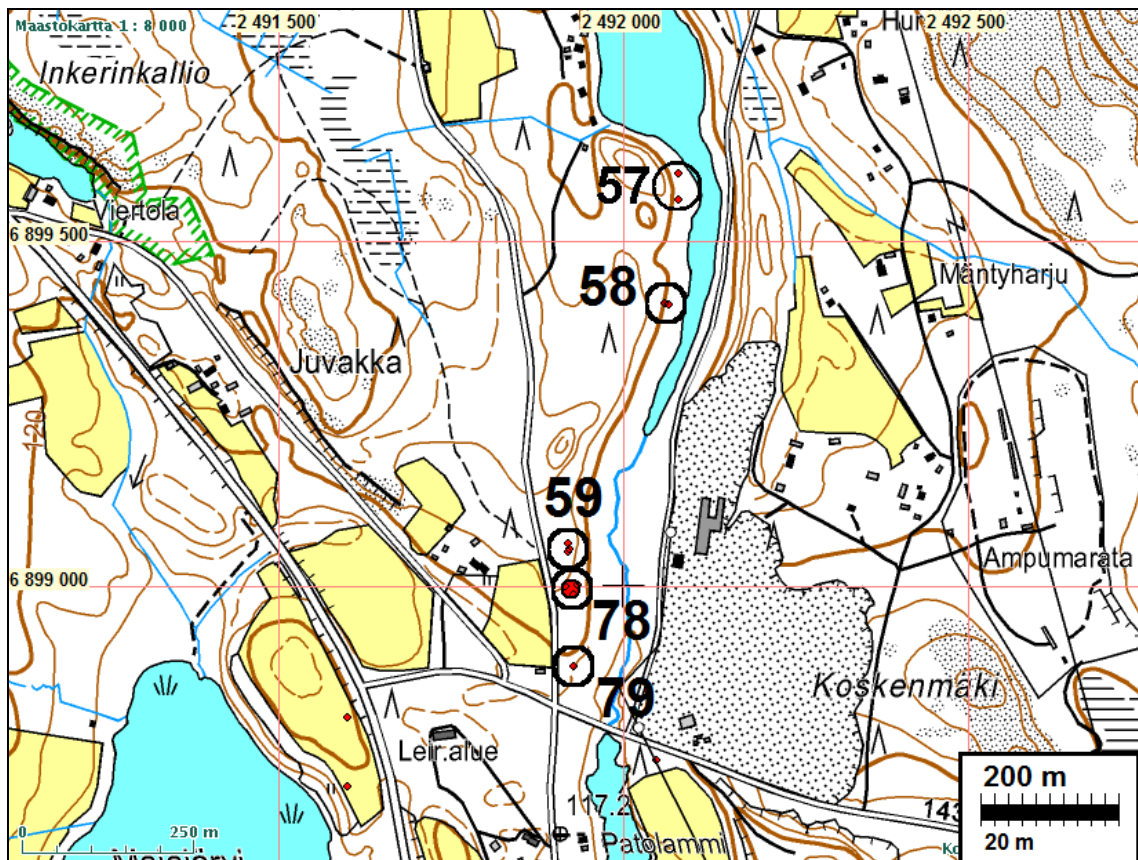 Maastokartta 1 : 8 000
2 491 500
2 492 000
Hur
2 492 500
Inkerinkallio
57
Viertola
6 899 500
58
Mäntyharju
Juvakka
120
59
Ampumarata
6 899 000
78
Koskenmäki
79
Leir.alue
200 m
117.2
143
20 m
0
250 m
Patolammi
Ko